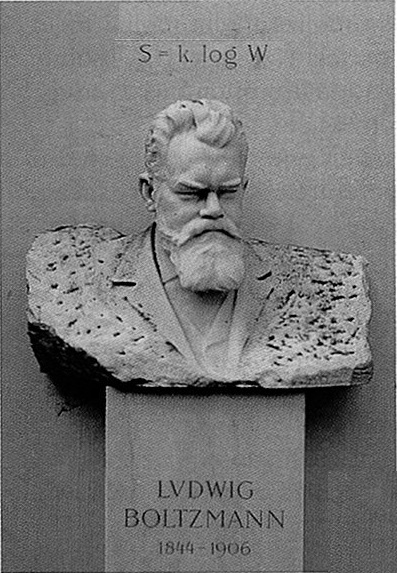 S = k. log W
LVDWIG
BOLTZMANN
1844-1906